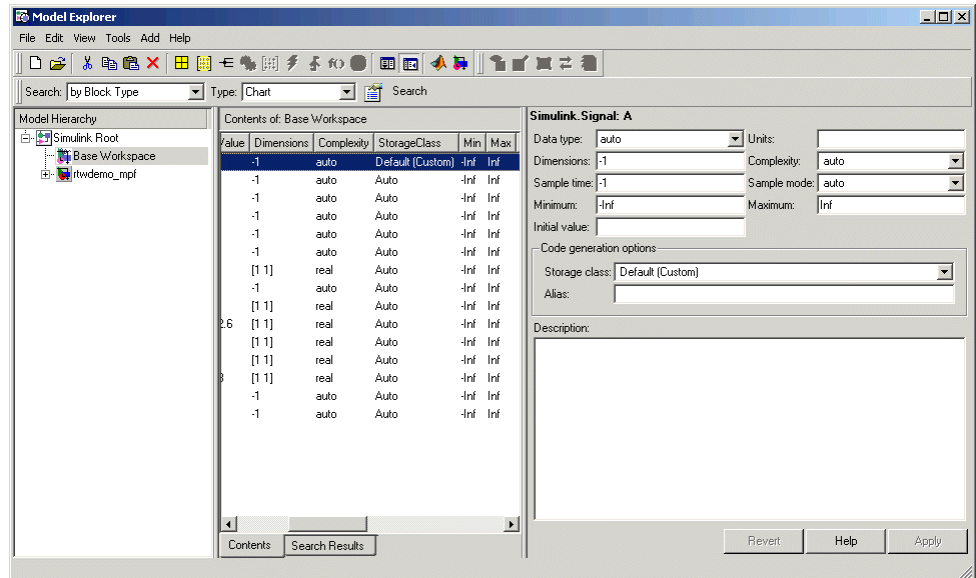 Model Explorer
File Edit View Tools Add Help
f()
Search: by Block Type Type: Chart Search
Model Hierarchy
Simulink Root
Base Workspace
rtwdemo_mpf
Contents of: Base Workspace
Value Dimensions Complexity StorageClass Min Max
-1 auto Default (Custom) -Inf Inf
-1 auto Auto -Inf Inf
-1 auto Auto -Inf Inf
-1 auto Auto -Inf Inf
-1 auto Auto -Inf Inf
-1 auto Auto -Inf Inf
[1 1] real Auto -Inf Inf
-1 auto Auto -Inf Inf
[1 1] real Auto -Inf Inf
2.6 [1 1] real Auto -Inf Inf
[1 1] real Auto -Inf Inf
[1 1] real Auto -Inf Inf
[1 1] real Auto -Inf Inf
-1 auto Auto -Inf Inf
-1 auto Auto -Inf Inf
Contents Search Results
Simulink.Signal: A
Data type: auto Units:
Dimensions: -1 Complexity: auto
Sample time: -1 Sample mode: auto
Minimum: -Inf Maximum: Inf
Initial value:
Code generation options
Storage class: Default (Custom)
Alias:
Description:
Revert Help Apply